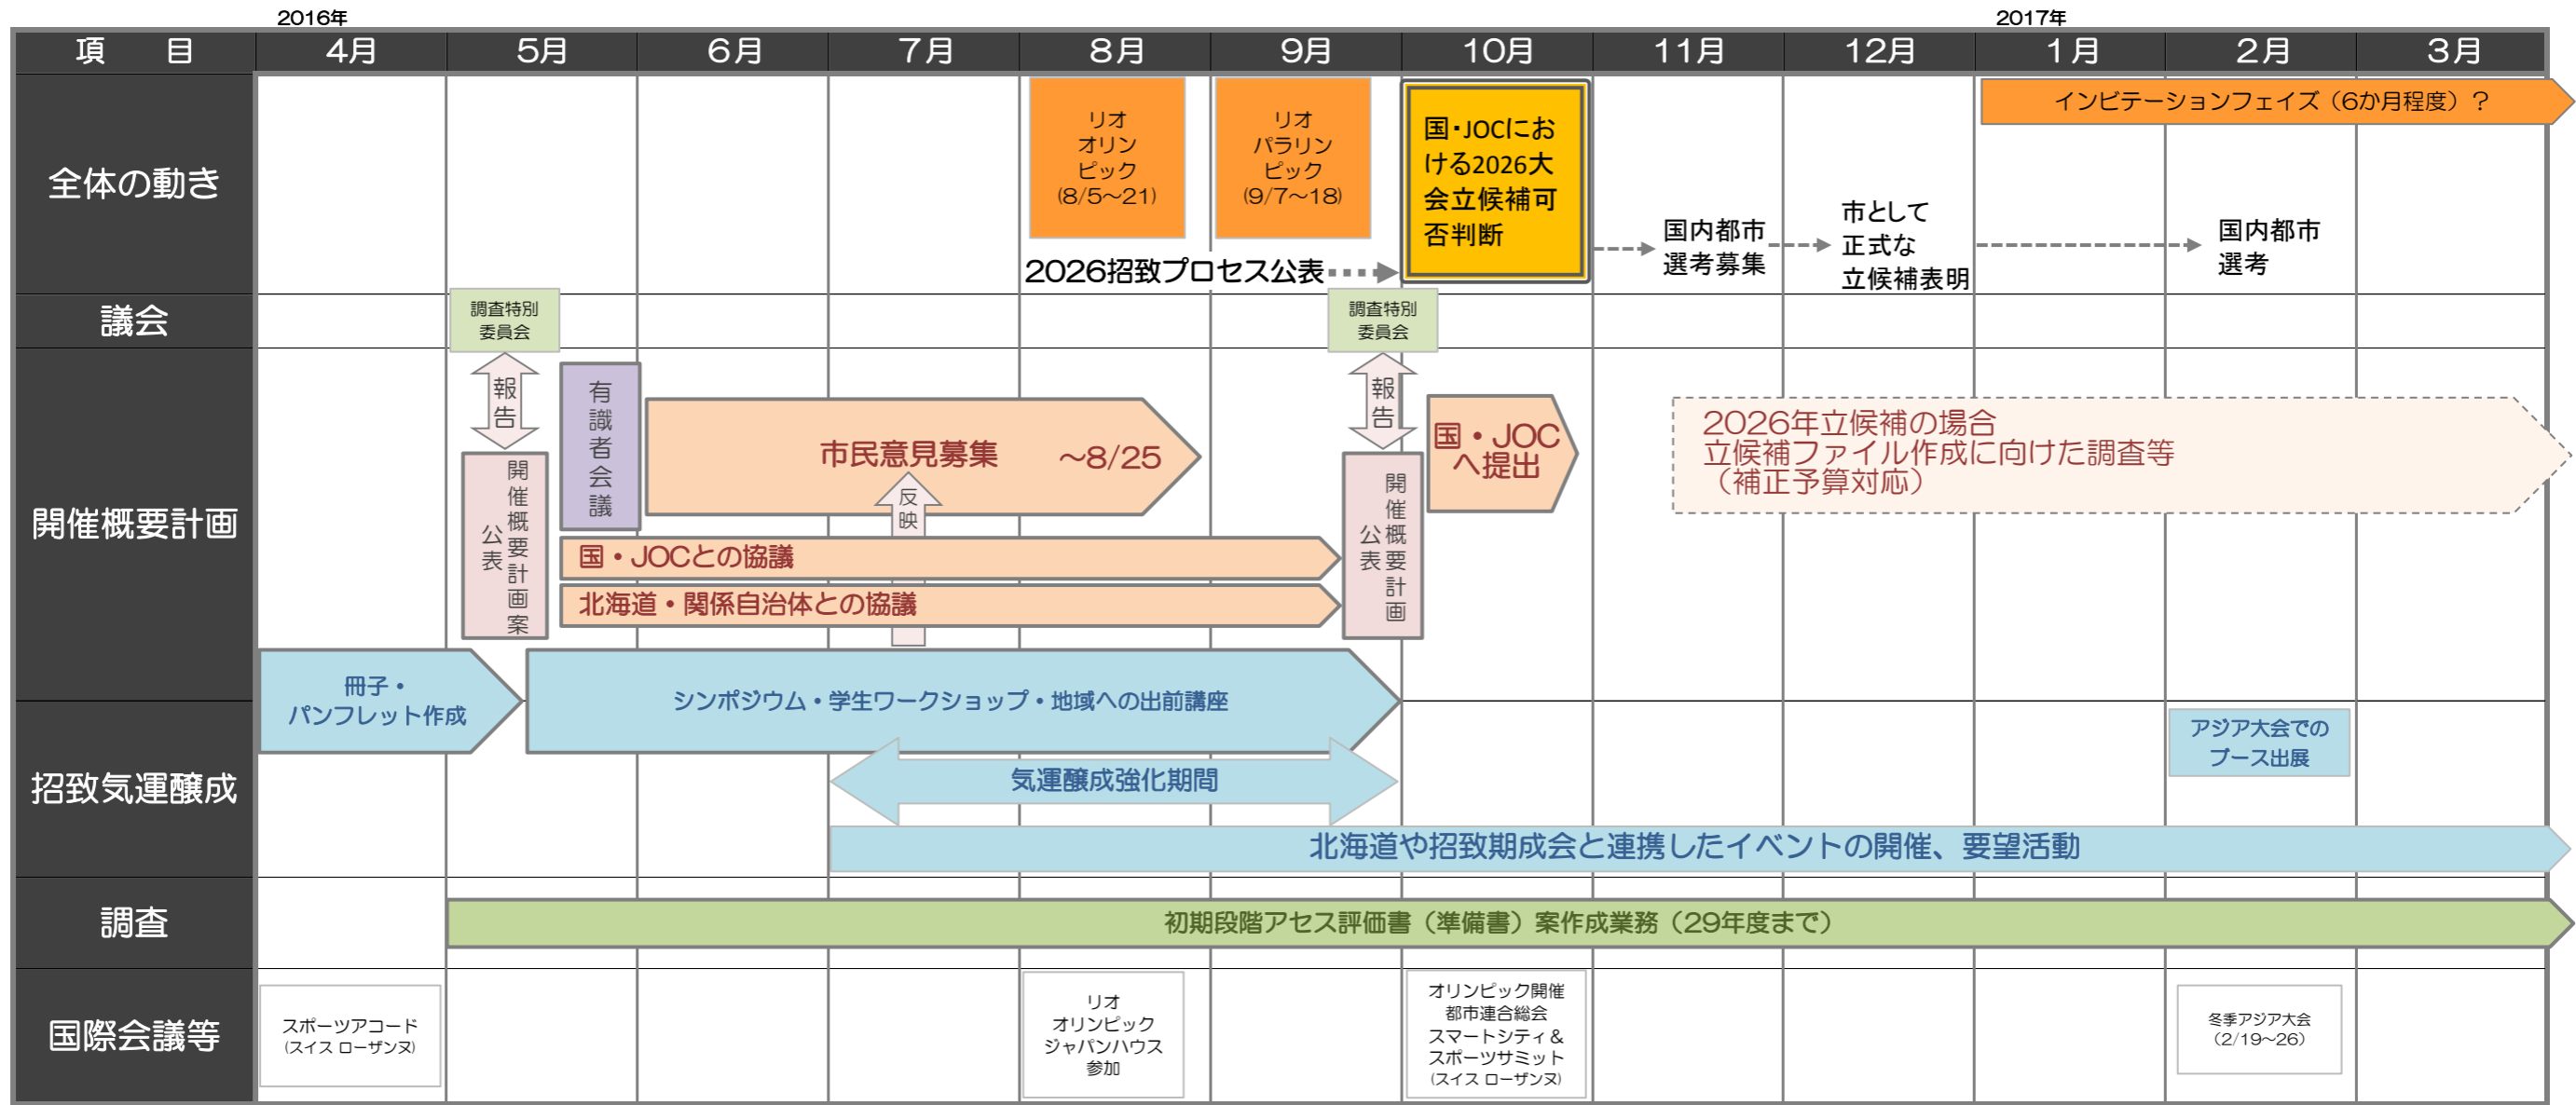 2016年
2017年
項　目
4月
5月
6月
7月
8月
9月
10月
11月
12月
1月
2月
3月
全体の動き
リオ
オリン
ピック
(8/5～21)
リオ
パラリン
ピック
(9/7～18)
2026招致プロセス公表
国・JOCにお
ける2026大
会立候補可
否判断
国内都市
選考募集
市として
正式な
立候補表明
インビテーションフェイズ（6か月程度）？
国内都市
選考
議会
調査特別
委員会
調査特別
委員会
開催概要計画
報告
開催概要計画案
公表
有識者会議
市民意見募集　～8/25
反映
国・JOCとの協議
北海道・関係自治体との協議
報告
開催概要計画
公表
国・JOC
へ提出
2026年立候補の場合
立候補ファイル作成に向けた調査等
（補正予算対応）
招致気運醸成
冊子・
パンフレット作成
シンポジウム・学生ワークショップ・地域への出前講座
気運醸成強化期間
アジア大会での
ブース出展
北海道や招致期成会と連携したイベントの開催、要望活動
調査
初期段階アセス評価書（準備書）案作成業務（29年度まで）
国際会議等
スポーツアコード
(スイス ローザンヌ)
リオ
オリンピック
ジャパンハウス
参加
オリンピック開催
都市連合総会
スマートシティ＆
スポーツサミット
(スイス ローザンヌ)
冬季アジア大会
（2/19～26）